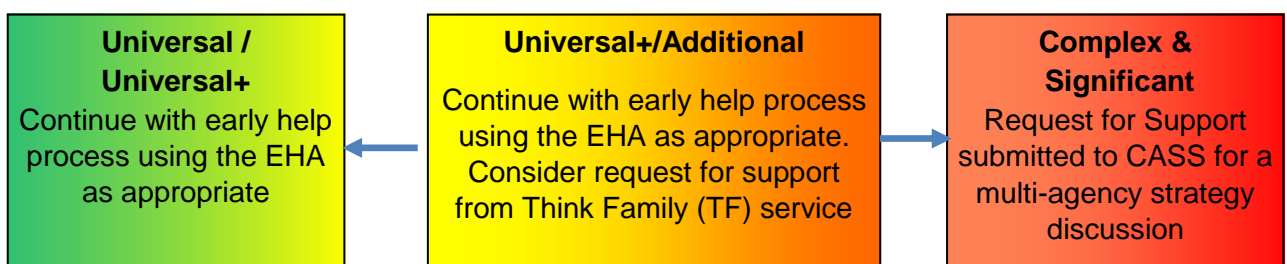 Universal /
Universal+
Continue with early help
process using the EHA
as appropriate
Universal+/Additional
Continue with early help process
using the EHA as appropriate.
Consider request for support
from Think Family (TF) service
Complex &
Significant
Request for Support
submitted to CASS for a
multi-agency strategy
discussion